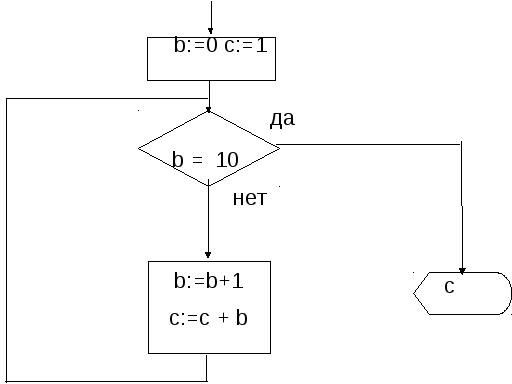 b:=0 c:=1
да
b = 10
нет
b:=b+1
c:=c + b
c